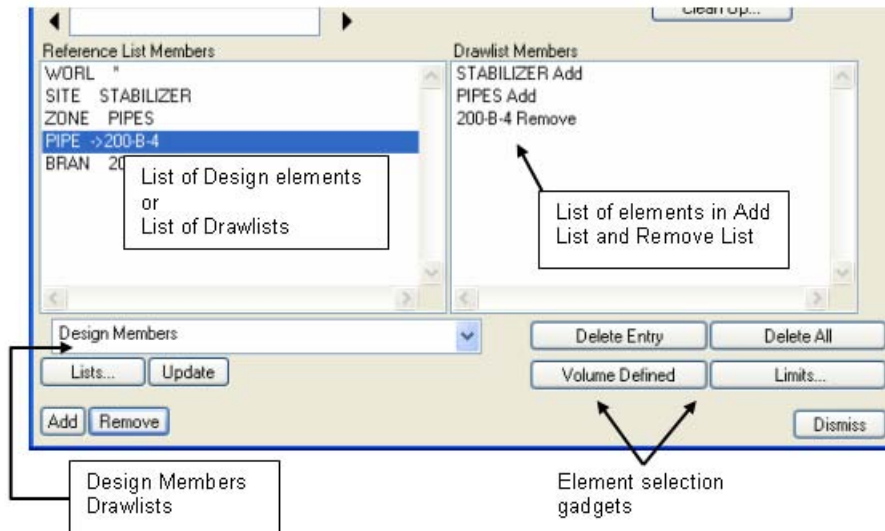 Clean Up...
Reference List Members
WORL *
SITE STABILIZER
ZONE PIPES
PIPE ->200-B-4
BRAN 20
List of Design elements
or
List of Drawlists
Drawlist Members
STABILIZER Add
PIPES Add
200-B-4 Remove
List of elements in Add
List and Remove List
Design Members
Lists...
Update
Add
Remove
Delete Entry
Delete All
Volume Defined
Limits...
Dismiss
Design Members
Drawlists
Element selection
gadgets